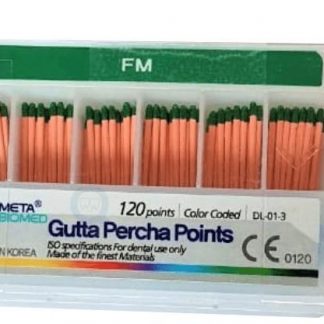 FM
META®
BIOMED
120 points Color Coded DL-01-3
Gutta Percha Points
ISO specifications For dental use only
Made of the finest Materials
N KOREA
CE 0120